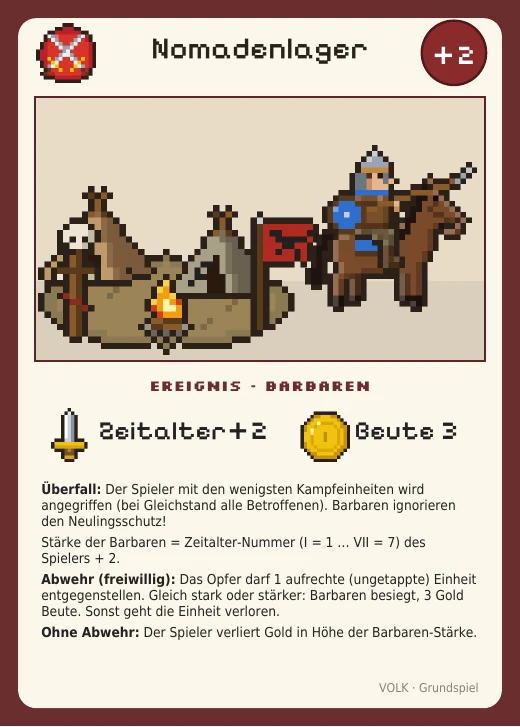 Nomadenlager
+2
EREIGNIS - BARBAREN
Zeitalter+2
Beute 3
Überfall: Der Spieler mit den wenigsten Kampfeinheiten wird
angegriffen (bei Gleichstand alle Betroffenen). Barbaren ignorieren
den Neulingsschutz!
Stärke der Barbaren = Zeitalter-Nummer (I = 1 … VII = 7) des
Spielers + 2.
Abwehr (freiwillig): Das Opfer darf 1 aufrechte (ungetappte) Einheit
entgegenstellen. Gleich stark oder stärker: Barbaren besiegt, 3 Gold
Beute. Sonst geht die Einheit verloren.
Ohne Abwehr: Der Spieler verliert Gold in Höhe der Barbaren-Stärke.
VOLK · Grundspiel